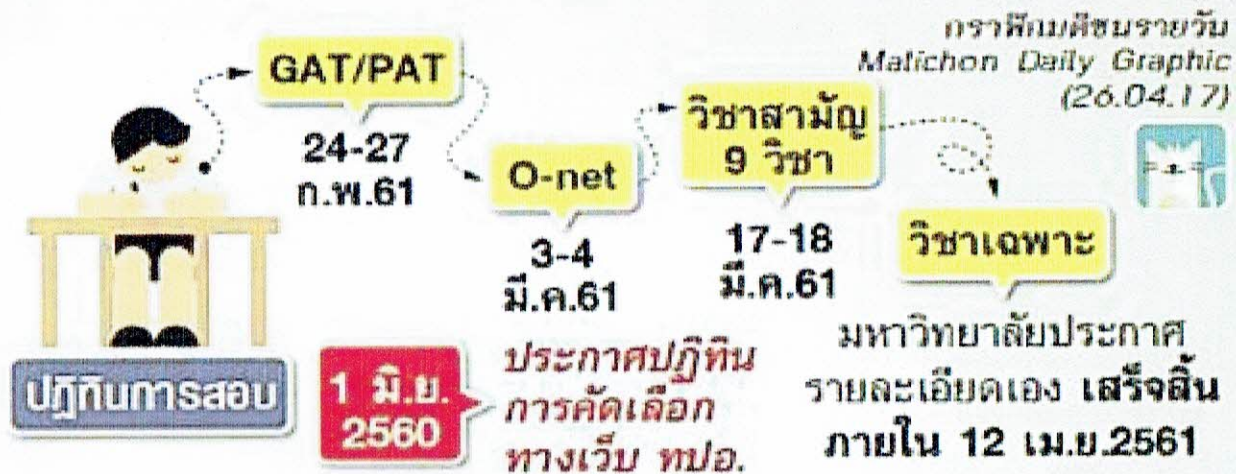 กราฟิกมติชนรายวัน
Matichon Daily Graphic
(26.04.17)
GAT/PAT
24-27
ก.พ.61
O-net
3-4
มี.ค.61
วิชาสามัญ
9 วิชา
17-18
มี.ค.61
วิชาเฉพาะ
มหาวิทยาลัยประกาศ
รายละเอียดเอง เสร็จสิ้น
ภายใน 12 เม.ย.2561
ปฏิทินการสอบ
1 มิ.ย.
2560
ประกาศปฏิทิน
การคัดเลือก
ทางเว็บ ทปอ.